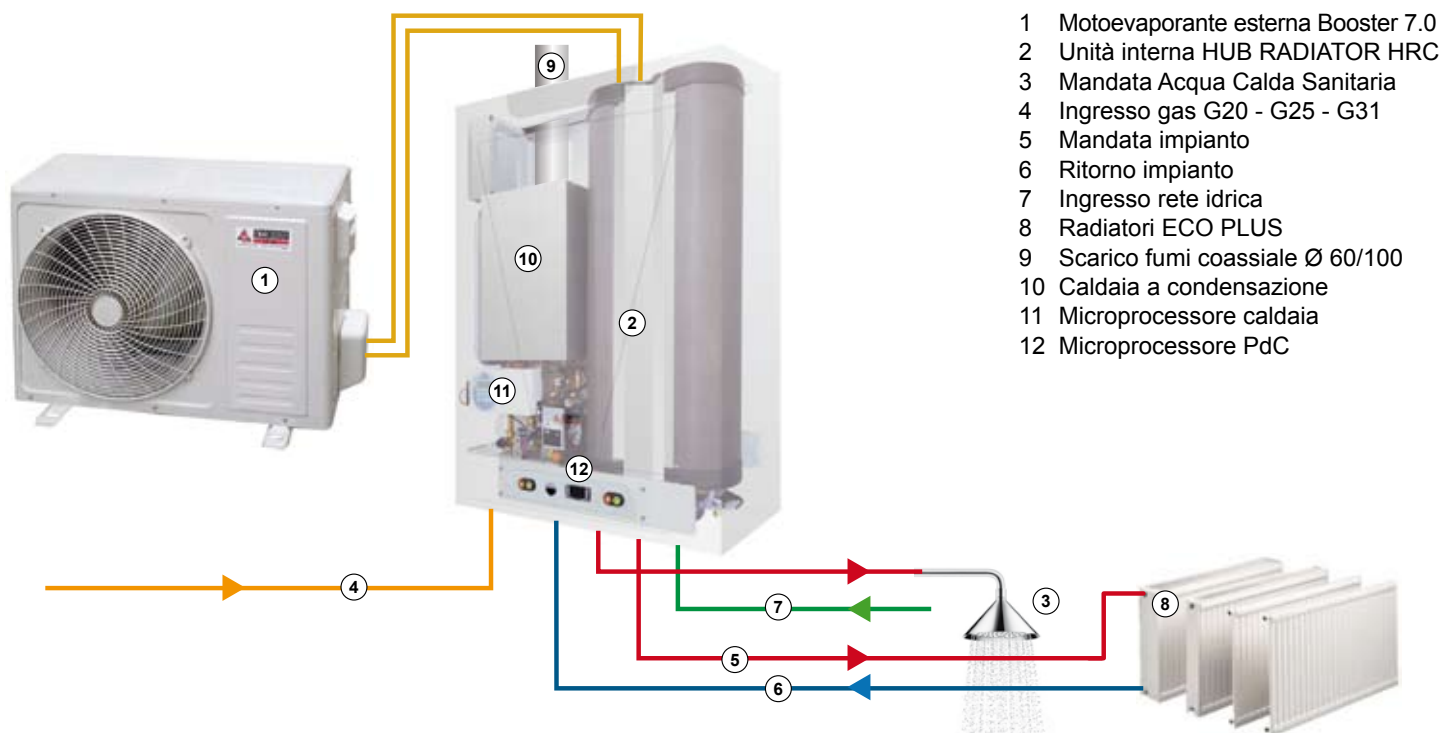 1 Motoevaporante esterna Booster 7.0
2 Unità interna HUB RADIATOR HRC
3 Mandata Acqua Calda Sanitaria
4 Ingresso gas G20 - G25 - G31
5 Mandata impianto
6 Ritorno impianto
7 Ingresso rete idrica
8 Radiatori ECO PLUS
9 Scarico fumi coassiale Ø 60/100
10 Caldaia a condensazione
11 Microprocessore caldaia
12 Microprocessore PdC
9
1
10
2
11
12
4
7
3
8
5
6